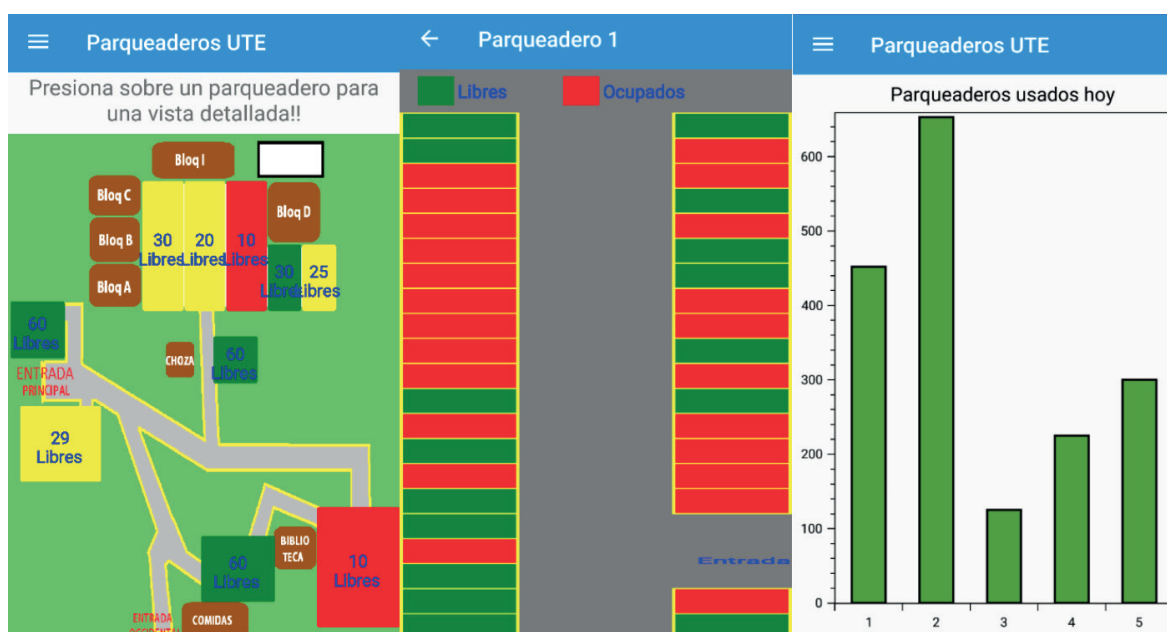 Parqueaderos UTE
Presiona sobre un parqueadero para
una vista detallada!!
Bloq I
Bloq C
Bloq D
Bloq B
30
Libres
20
Libres
10
Libres
Bloq A
30
Libres
25
Libres
60
Libres
CHOZA
60
Libres
ENTRADA
PRINCIPAL
29
Libres
BIBLIO
TECA
60
Libres
10
Libres
ENTRADA
OCCIDENTAL
COMIDAS
Parqueadero 1
Libres
Ocupados
Entrada
Parqueaderos UTE
Parqueaderos usados hoy
600
500
400
300
200
100
0
1 2 3 4 5